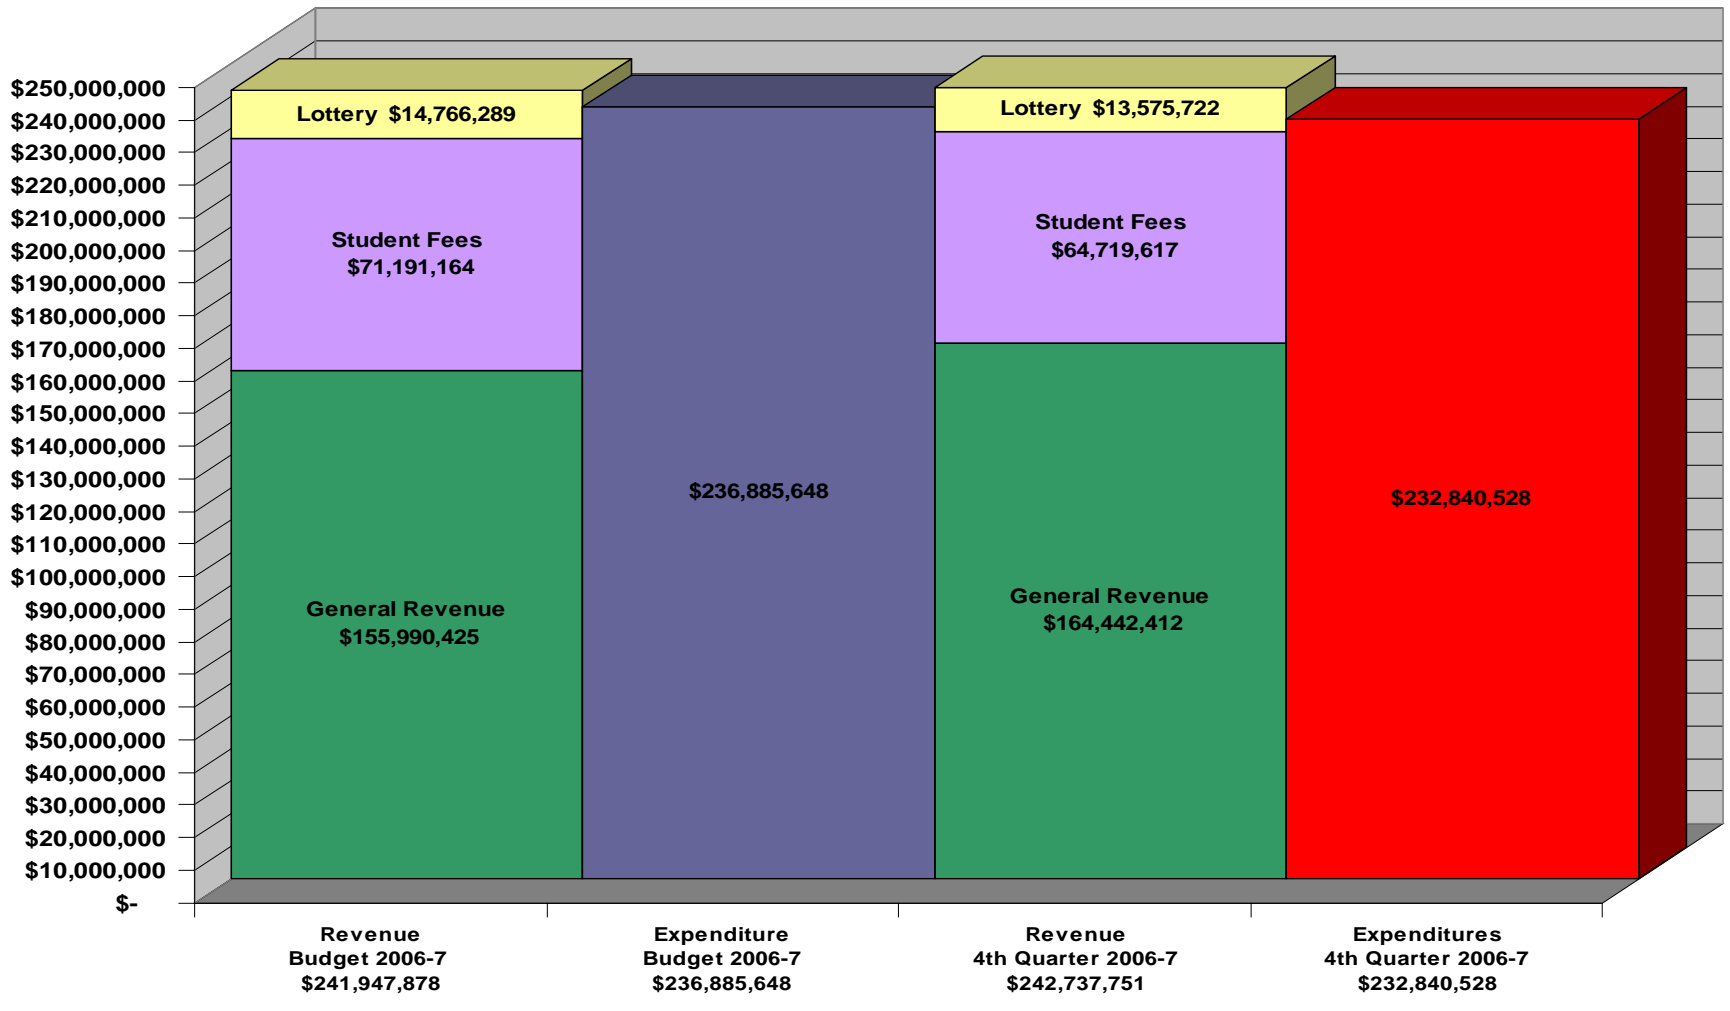 $250,000,000
$240,000,000
$230,000,000
$220,000,000
$210,000,000
$200,000,000
$190,000,000
$180,000,000
$170,000,000
$160,000,000
$150,000,000
$140,000,000
$130,000,000
$120,000,000
$110,000,000
$100,000,000
$90,000,000
$80,000,000
$70,000,000
$60,000,000
$50,000,000
$40,000,000
$30,000,000
$20,000,000
$10,000,000
$-
Lottery $14,766,289
Student Fees
$71,191,164
General Revenue
$155,990,425
$236,885,648
Lottery $13,575,722
Student Fees
$64,719,617
General Revenue
$164,442,412
$232,840,528
Revenue
Budget 2006-7
$241,947,878
Expenditure
Budget 2006-7
$236,885,648
Revenue
4th Quarter 2006-7
$242,737,751
Expenditures
4th Quarter 2006-7
$232,840,528